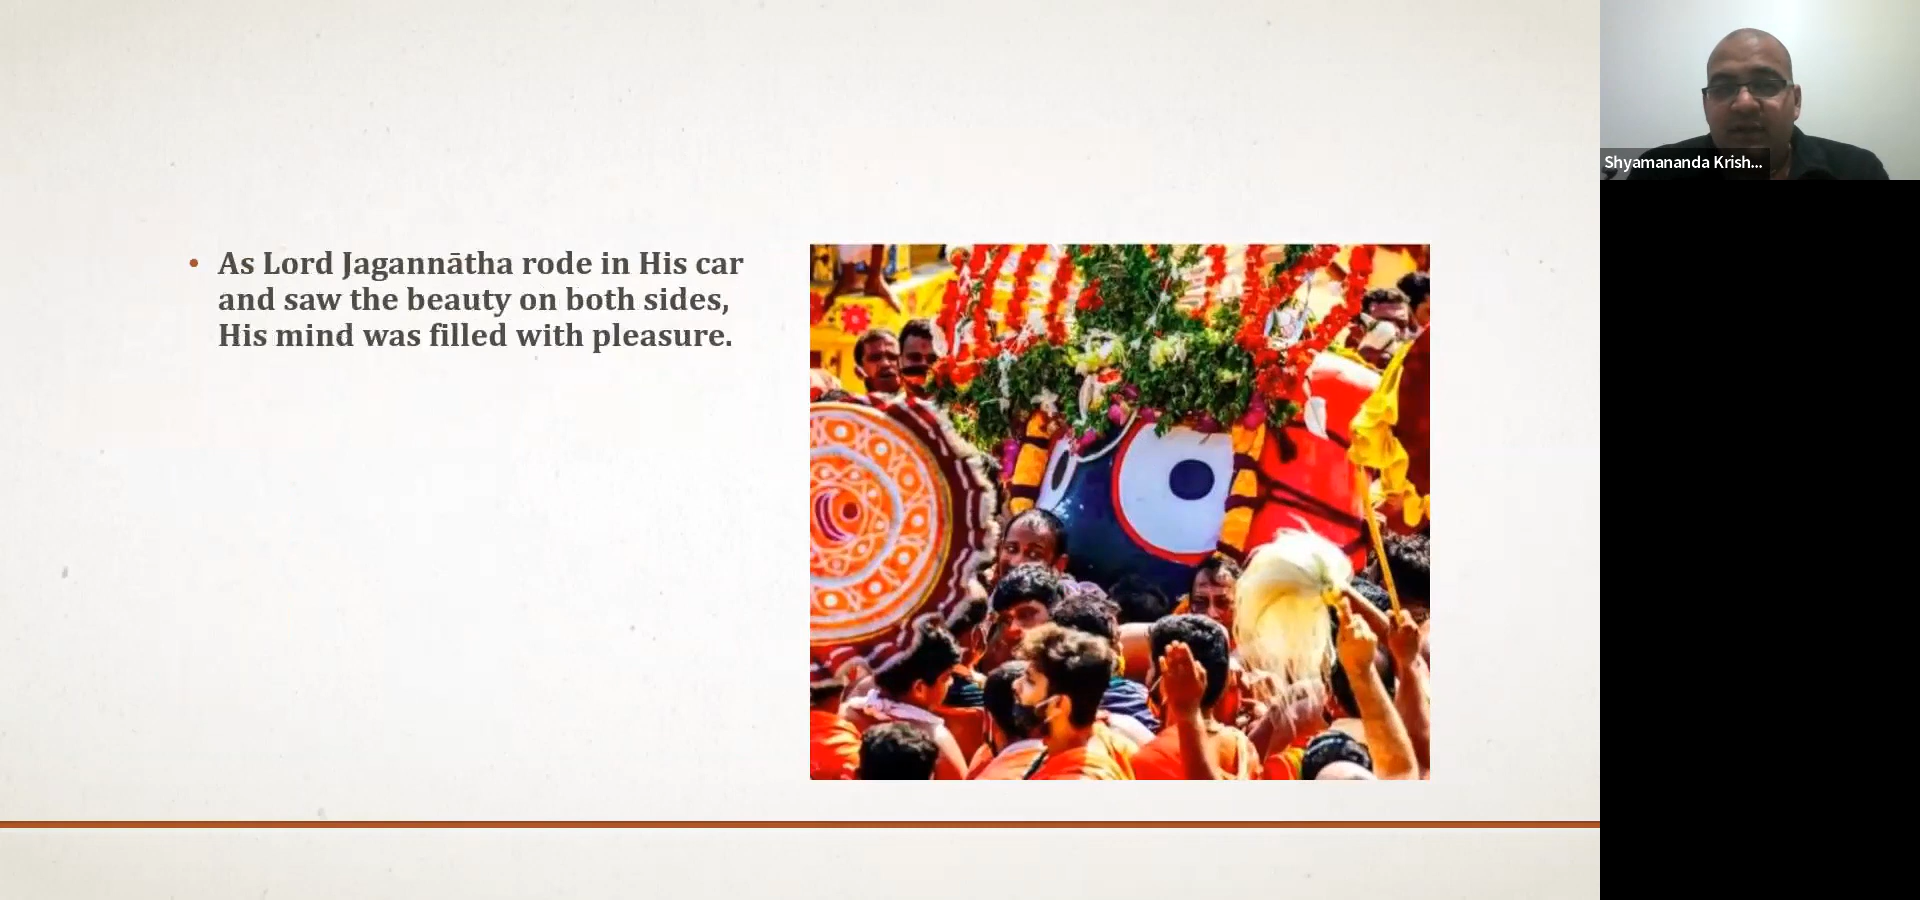 • As Lord Jagannātha rode in His car
and saw the beauty on both sides,
His mind was filled with pleasure.
Shyamananda Krish...